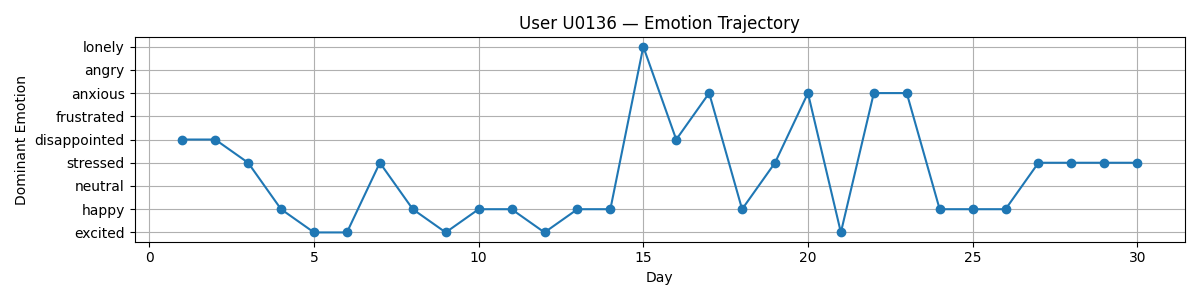 User U0136 — Emotion Trajectory
Dominant Emotion
lonely
angry
anxious
frustrated
disappointed
stressed
neutral
happy
excited
0 5 10 15 20 25 30
Day